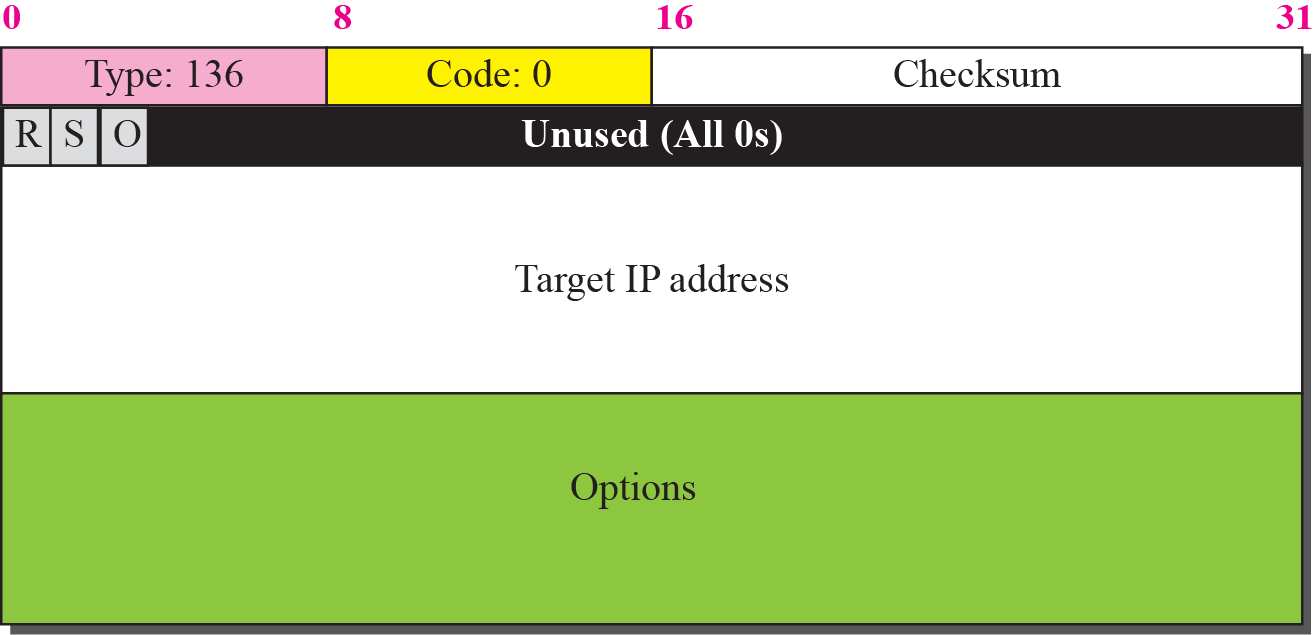 0 8 16 31
Type: 136 Code: 0 Checksum
R S O Unused (All 0s)
Target IP address
Options